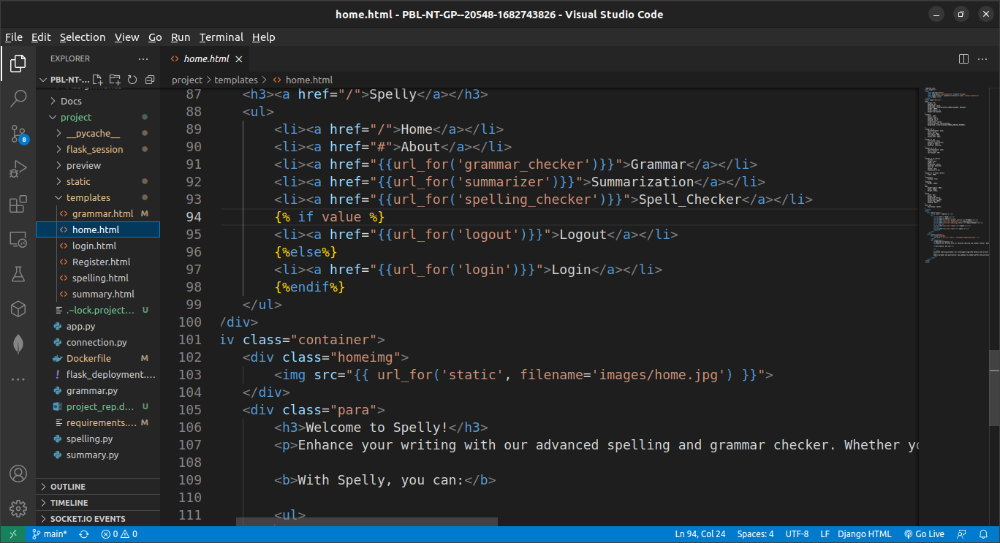 home.html - PBL-NT-GP--20548-1682743826 - Visual Studio Code
File Edit Selection View Go Run Terminal Help
EXPLORER
PBL-NT-...
Docs
project
__pycache__
flask_session
preview
static
templates
grammar.html M
home.html
login.html
Register.html
spelling.html
summary.html
.~lock.project... U
app.py
connection.py
Dockerfile M
flask_deployment....
grammar.py
project_rep.d... U
requirements.... M
spelling.py
summary.py
OUTLINE
TIMELINE
SOCKET.IO EVENTS
8
home.html
project > templates > home.html
87 <h3><a href="/">Spelly</a></h3>
88 <ul>
89 <li><a href="/">Home</a></li>
90 <li><a href="#">About</a></li>
91 <li><a href="{{url_for('grammar_checker')}}">Grammar</a></li>
92 <li><a href="{{url_for('summarizer')}}">Summarization</a></li>
93 <li><a href="{{url_for('spelling_checker')}}">Spell_Checker</a></li>
94 {% if value %}
95 <li><a href="{{url_for('logout')}}">Logout</a></li>
96 {%else%}
97 <li><a href="{{url_for('login')}}">Login</a></li>
98 {%endif%}
99 </ul>
100 /div>
101 iv class="container">
102 <div class="homeimg">
103 <img src="{{ url_for('static', filename='images/home.jpg') }}">
104 </div>
105 <div class="para">
106 <h3>Welcome to Spelly!</h3>
107 <p>Enhance your writing with our advanced spelling and grammar checker. Whether yo
108
109 <b>With Spelly, you can:</b>
110
111 <ul>
main* 0 0 Ln 94, Col 24 Spaces: 4 UTF-8 LF Django HTML Go Live